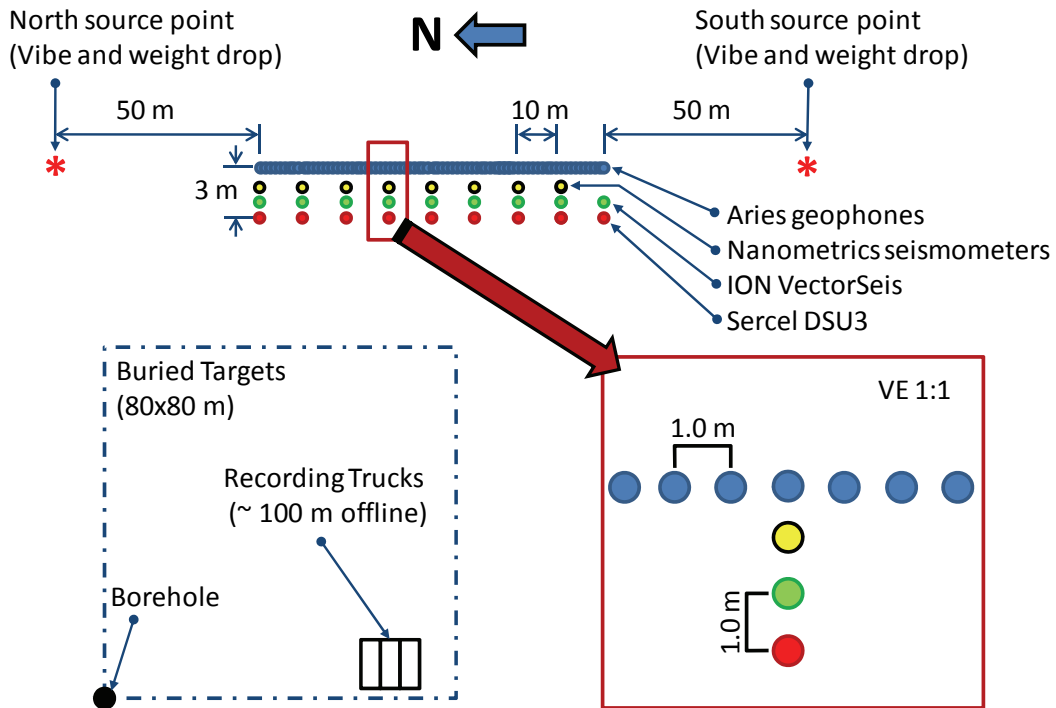 North source point
(Vibe and weight drop)
N
South source point
(Vibe and weight drop)
50 m
10 m
50 m
*
*
3 m
Aries geophones
Nanometrics seismometers
ION VectorSeis
Sercel DSU3
Buried Targets
(80x80 m)
Recording Trucks
(~ 100 m offline)
Borehole
VE 1:1
1.0 m
1.0 m